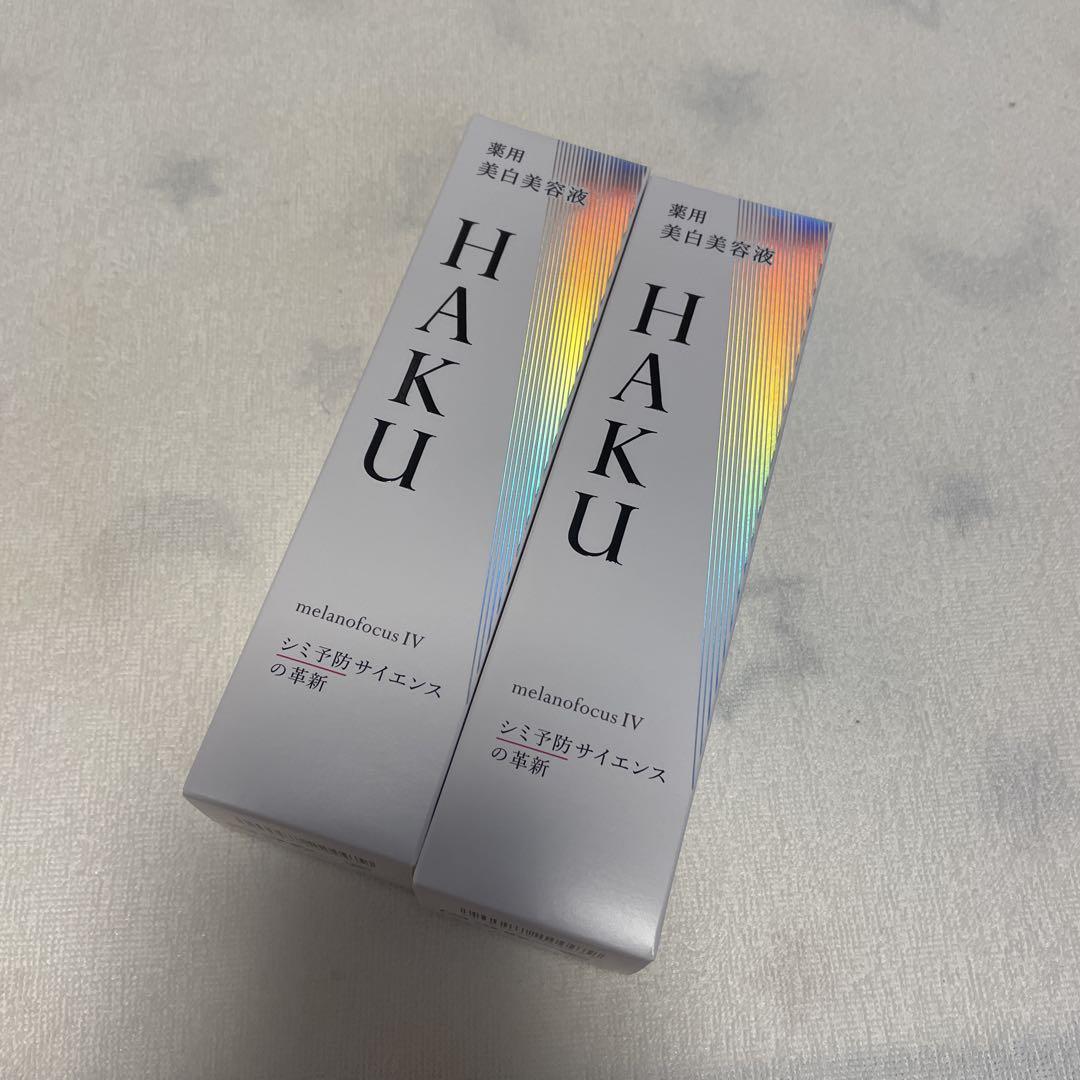 薬用
美白美容液
HAKU
melanofocus IV
シミ予防サイエンス
の革新
薬用
美白美容液
HAKU
melanofocus IV
シミ予防サイエンス
の革新